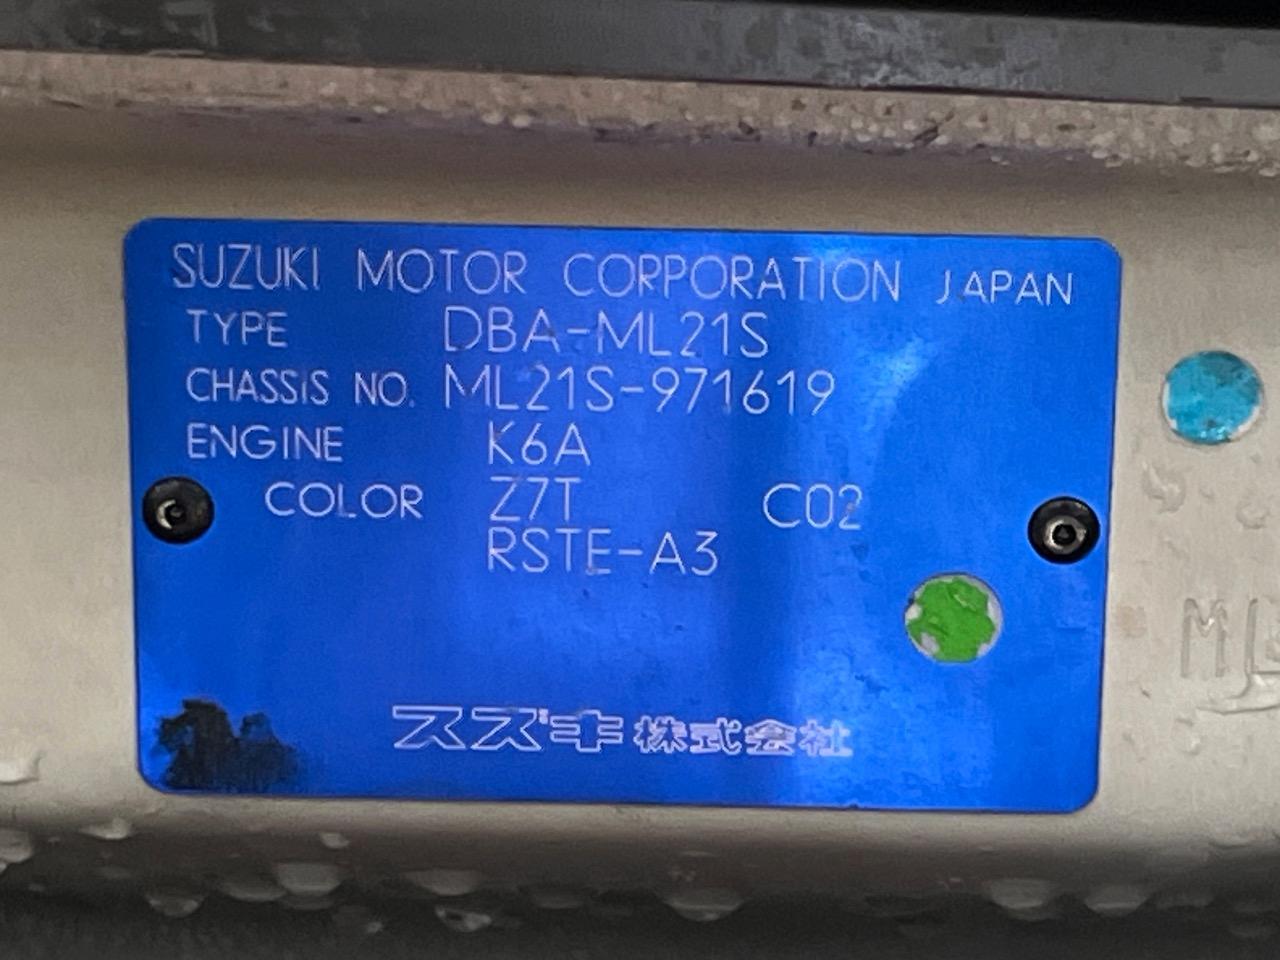 SUZUKI MOTOR CORPORATION JAPAN
TYPE DBA-ML21S
CHASSIS NO. ML21S-971619
ENGINE K6A
COLOR Z7T C02
RSTE-A3
スズキ株式会社
ML